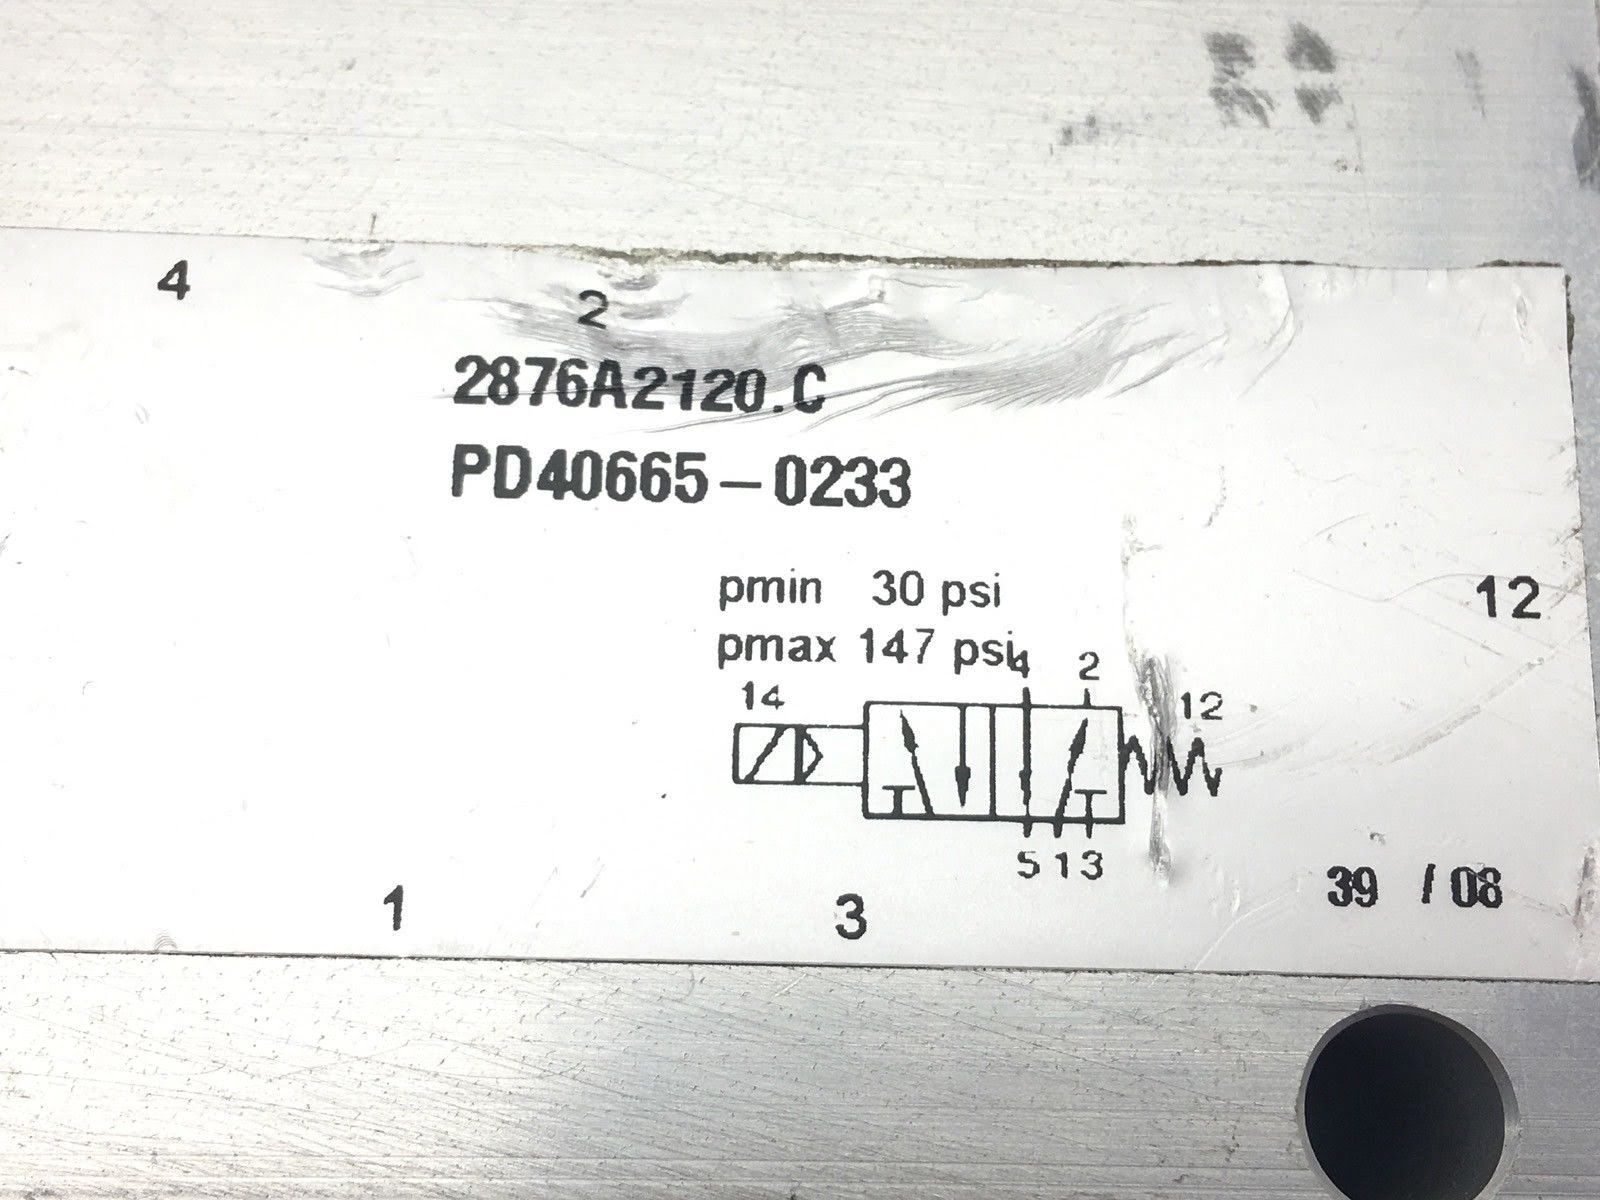 4
2
2876A2120.C
PD40665-0233
pmin 30 psi
pmax 147 psi
4 2
14 12
12
5 1 3
39 / 08
1 3